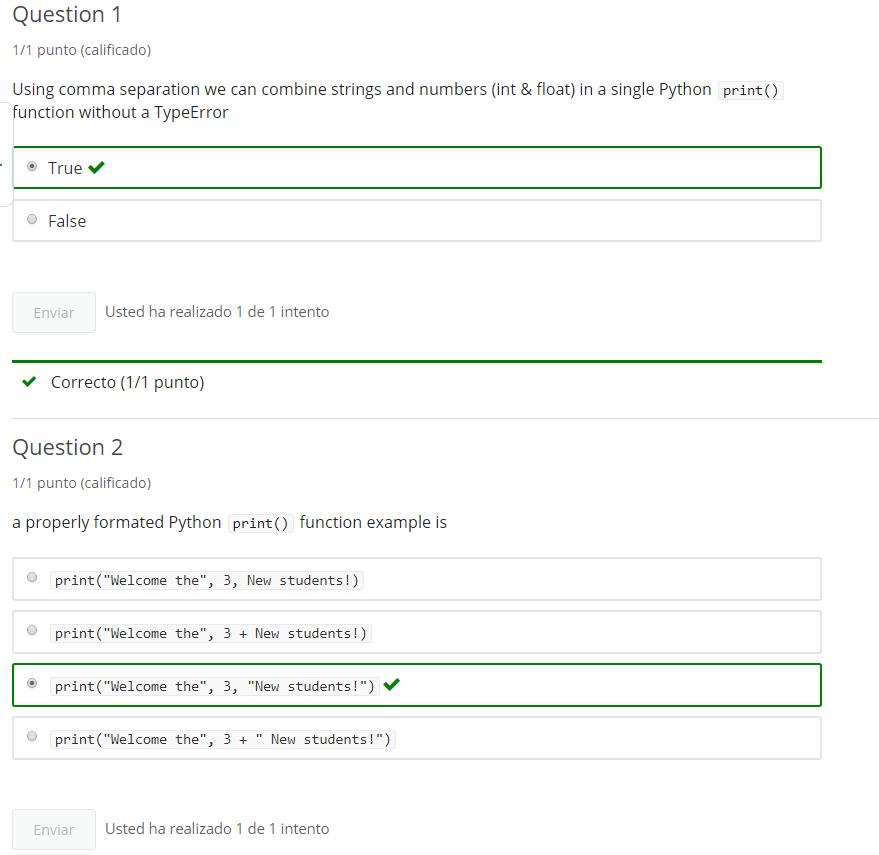 Question 1
1/1 punto (calificado)
Using comma separation we can combine strings and numbers (int & float) in a single Python print()
function without a TypeError
True
False
Enviar Usted ha realizado 1 de 1 intento
Correcto (1/1 punto)
Question 2
1/1 punto (calificado)
a properly formated Python print() function example is
print("Welcome the", 3, New students!)
print("Welcome the", 3 + New students!)
print("Welcome the", 3, "New students!")
print("Welcome the", 3 + " New students!")
Enviar Usted ha realizado 1 de 1 intento